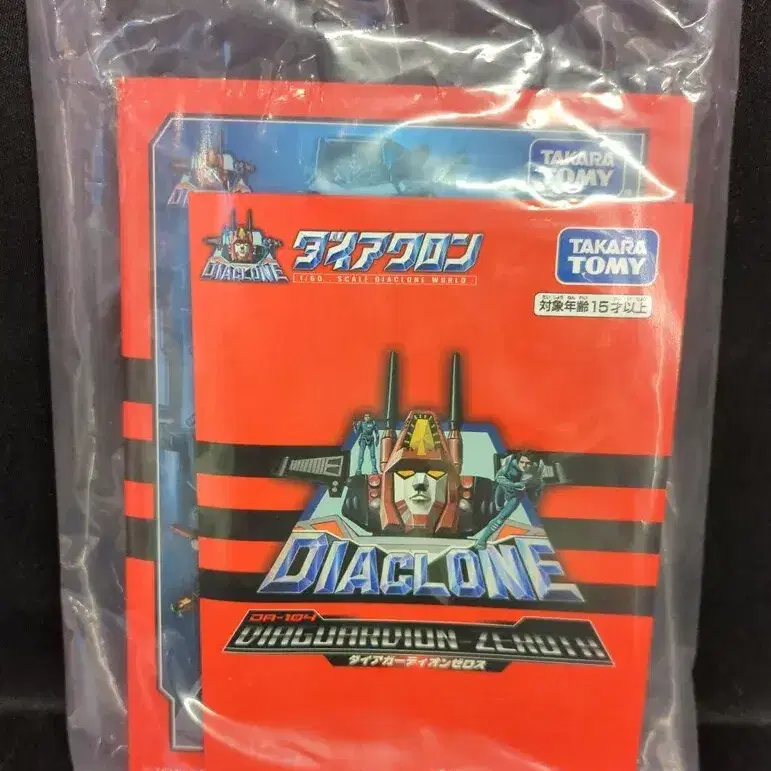 TAKARA
TOMY
DIACLONE
ダイアクロン
1/60 SCALE DIACLONE WORLD
TAKARA
TOMY
対象年齢15才以上
DIACLONE
DA-104
DIAGUARDION-ZEROTH
ダイアガーディオンゼロス